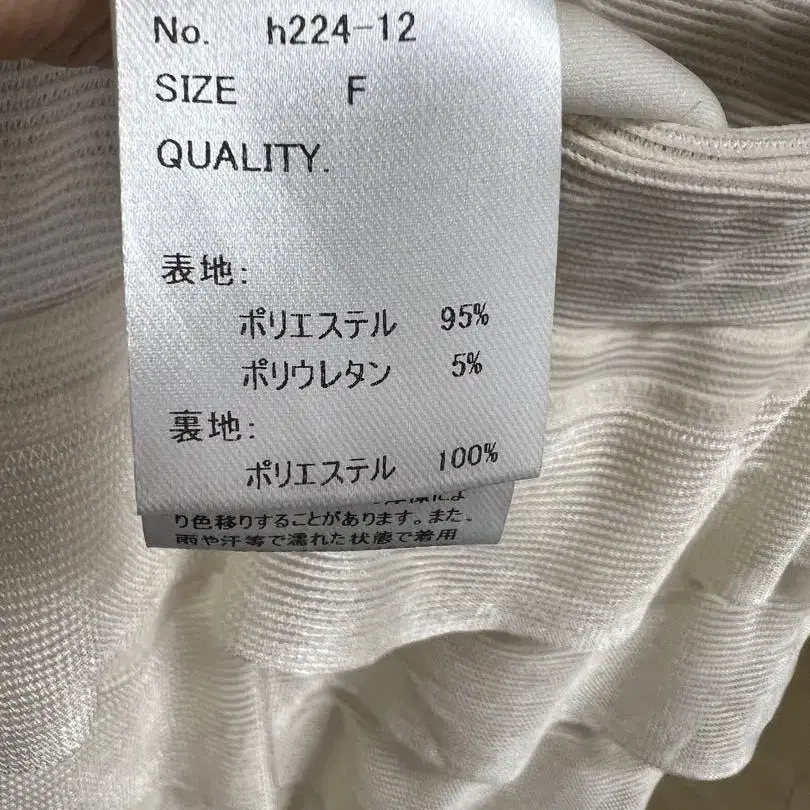 No. h224-12
SIZE F
QUALITY.
表地:
ポリエステル 95%
ポリウレタン 5%
裏地:
ポリエステル 100%
り色移りすることがあります。また、
雨や汗等で濡れた状態で着用